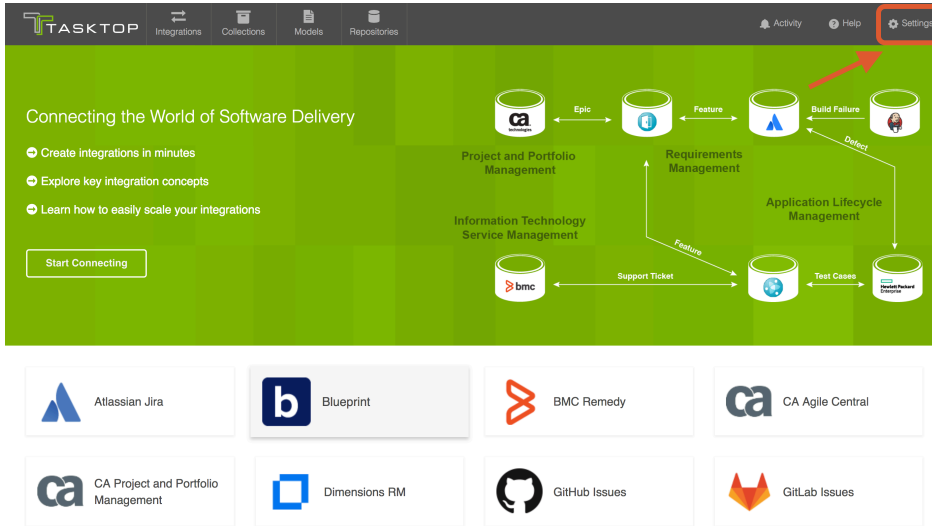 TASKTOP
Integrations
Collections
Models
Repositories
Activity
Help
Settings
Connecting the World of Software Delivery
Create integrations in minutes
Explore key integration concepts
Learn how to easily scale your integrations
Start Connecting
ca
technologies
Epic
Feature
Build Failure
Defect
Project and Portfolio
Management
Requirements
Management
Application Lifecycle
Management
Information Technology
Service Management
Feature
bmc
Support Ticket
Test Cases
Hewlett Packard
Enterprise
Atlassian Jira
b
Blueprint
BMC Remedy
ca
CA Agile Central
ca
CA Project and Portfolio
Management
Dimensions RM
GitHub Issues
GitLab Issues